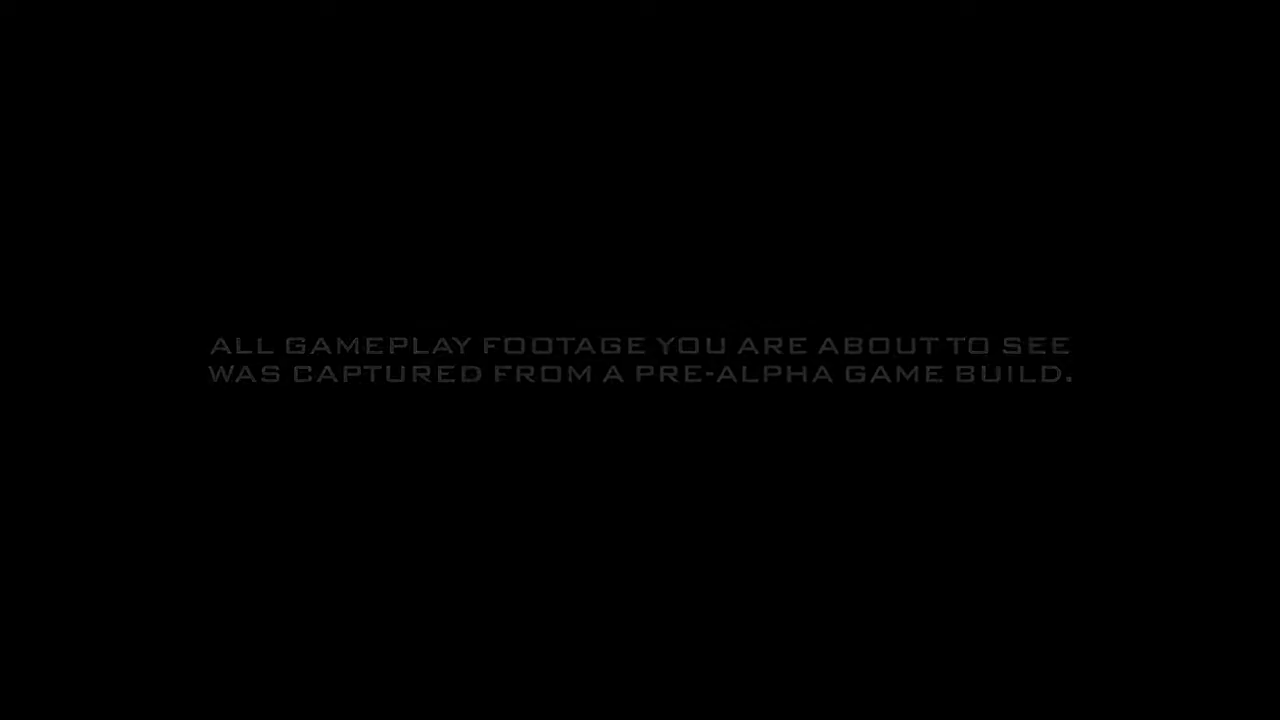 ALL GAMEPLAY FOOTAGE YOU ARE ABOUT TO SEE
WAS CAPTURED FROM A PRE-ALPHA GAME BUILD.